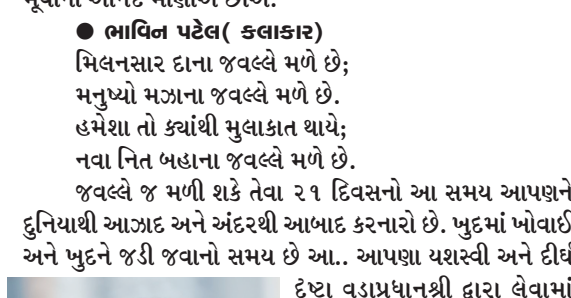 ● ભાવિન પટેલ( કલાકાર)
મિલનસાર દાના જવલ્લે મળે છે;
મનુષ્યો મઝાના જવલ્લે મળે છે.
હમેશા તો ક્યાંથી મુલાકાત થાયે;
નવા નિત બહાના જવલ્લે મળે છે.
જવલ્લે જ મળી શકે તેવા ૨૧ દિવસનો આ સમય આપણને
દુનિયાથી આઝાદ અને અંદરથી આબાદ કરનારો છે. ખુદમાં ખોવાઈ
અને ખુદને જડી જવાનો સમય છે આ.. આપણા યશસ્વી અને દીર્ઘ
દૃષ્ટા વડાપ્રધાનશ્રી દ્વારા લેવામાં